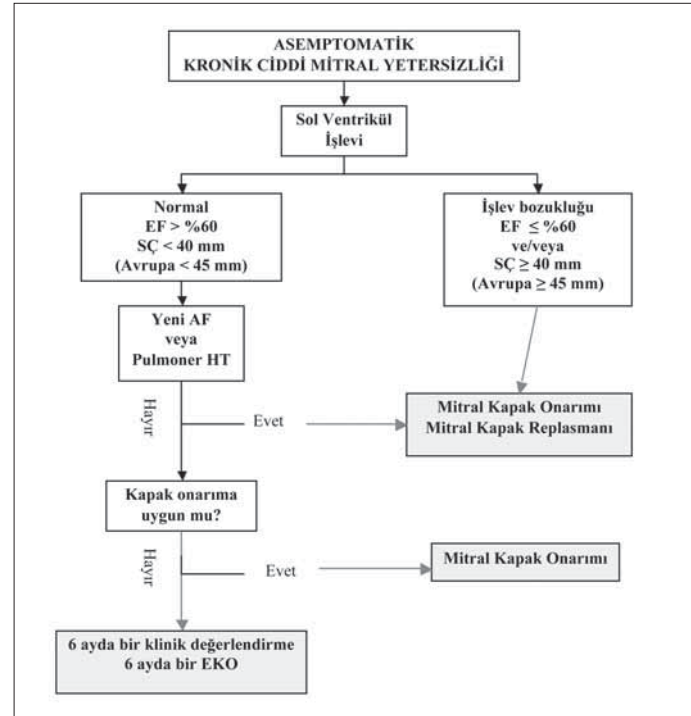 ASEMPTOMATİK
KRONİK CİDDİ MİTRAL YETERSİZLİĞİ
Sol Ventrikül
İşlevi
Normal
EF > %60
SÇ < 40 mm
(Avrupa < 45 mm)
İşlev bozukluğu
EF ≤ %60
ve/veya
SÇ ≥ 40 mm
(Avrupa ≥ 45 mm)
Yeni AF
veya
Pulmoner HT
Hayır
Evet
Mitral Kapak Onarımı
Mitral Kapak Replasmanı
Kapak onarıma
uygun mu?
Hayır
Evet
Mitral Kapak Onarımı
6 ayda bir klinik değerlendirme
6 ayda bir EKO